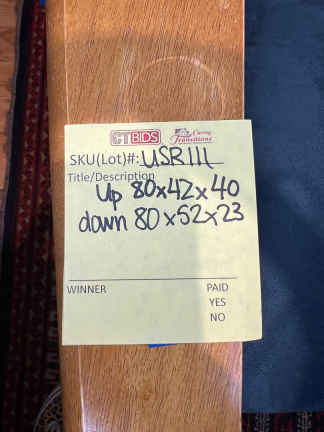 CTBIDS Caring Transitions
SKU(Lot)#: USR111
Title/Description
Up 80x42x40
down 80x52x23
WINNER PAID
YES
NO